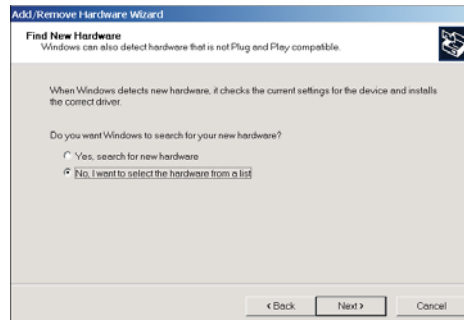 Add/Remove Hardware Wizard
Find New Hardware
Windows can also detect hardware that is not Plug and Play compatible.
When Windows detects new hardware, it checks the current settings for the device and installs
the correct driver.
Do you want Windows to search for your new hardware?
Yes, search for new hardware
No, I want to select the hardware from a list
< Back
Next >
Cancel